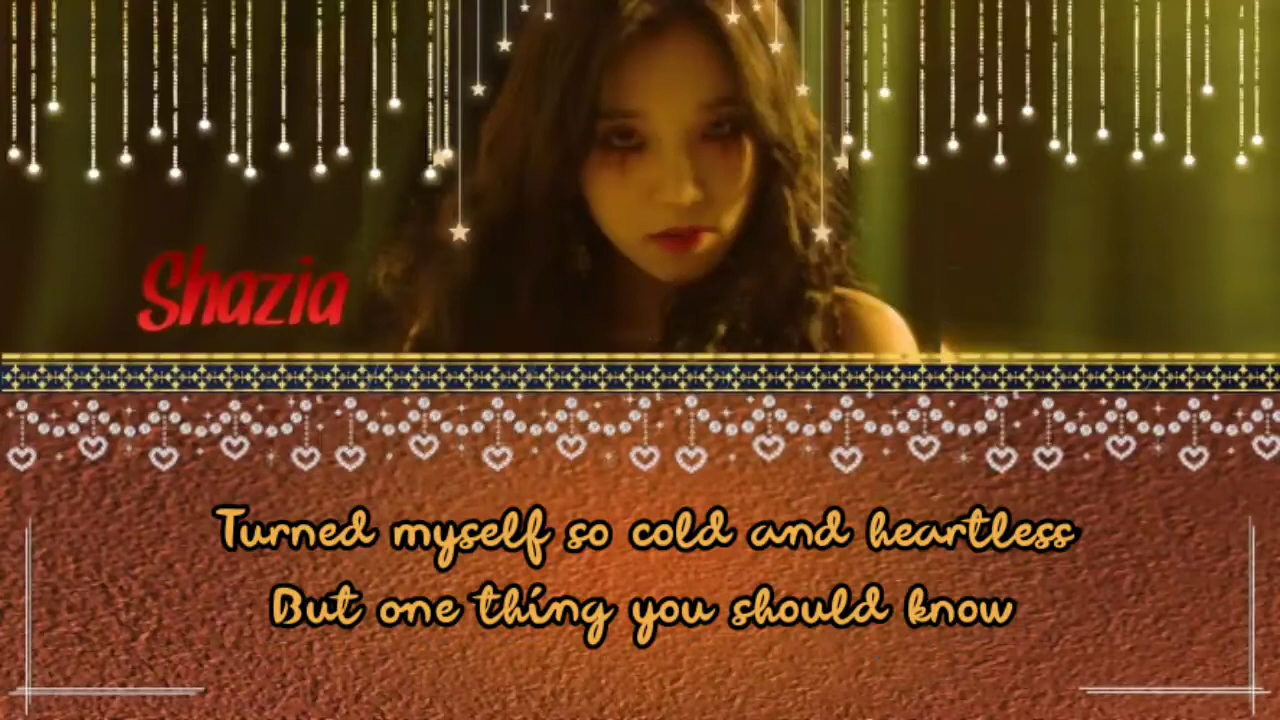 Shazia
Turned myself so cold and heartless
But one thing you should know